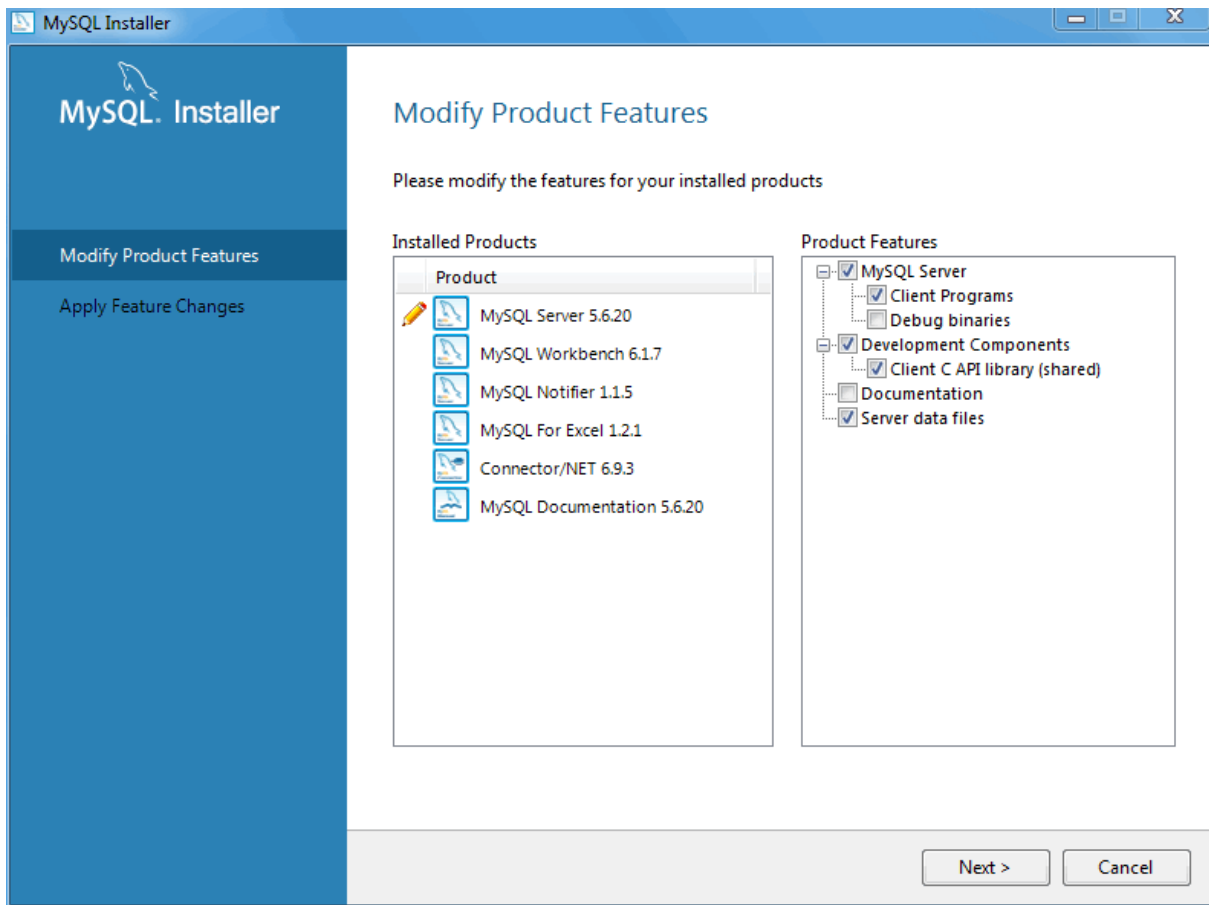 MySQL Installer
MySQL. Installer
Modify Product Features
Apply Feature Changes
Modify Product Features
Please modify the features for your installed products
Installed Products
Product
MySQL Server 5.6.20
MySQL Workbench 6.1.7
MySQL Notifier 1.1.5
MySQL For Excel 1.2.1
Connector/NET 6.9.3
MySQL Documentation 5.6.20
Product Features
MySQL Server
Client Programs
Debug binaries
Development Components
Client C API library (shared)
Documentation
Server data files
Next >
Cancel